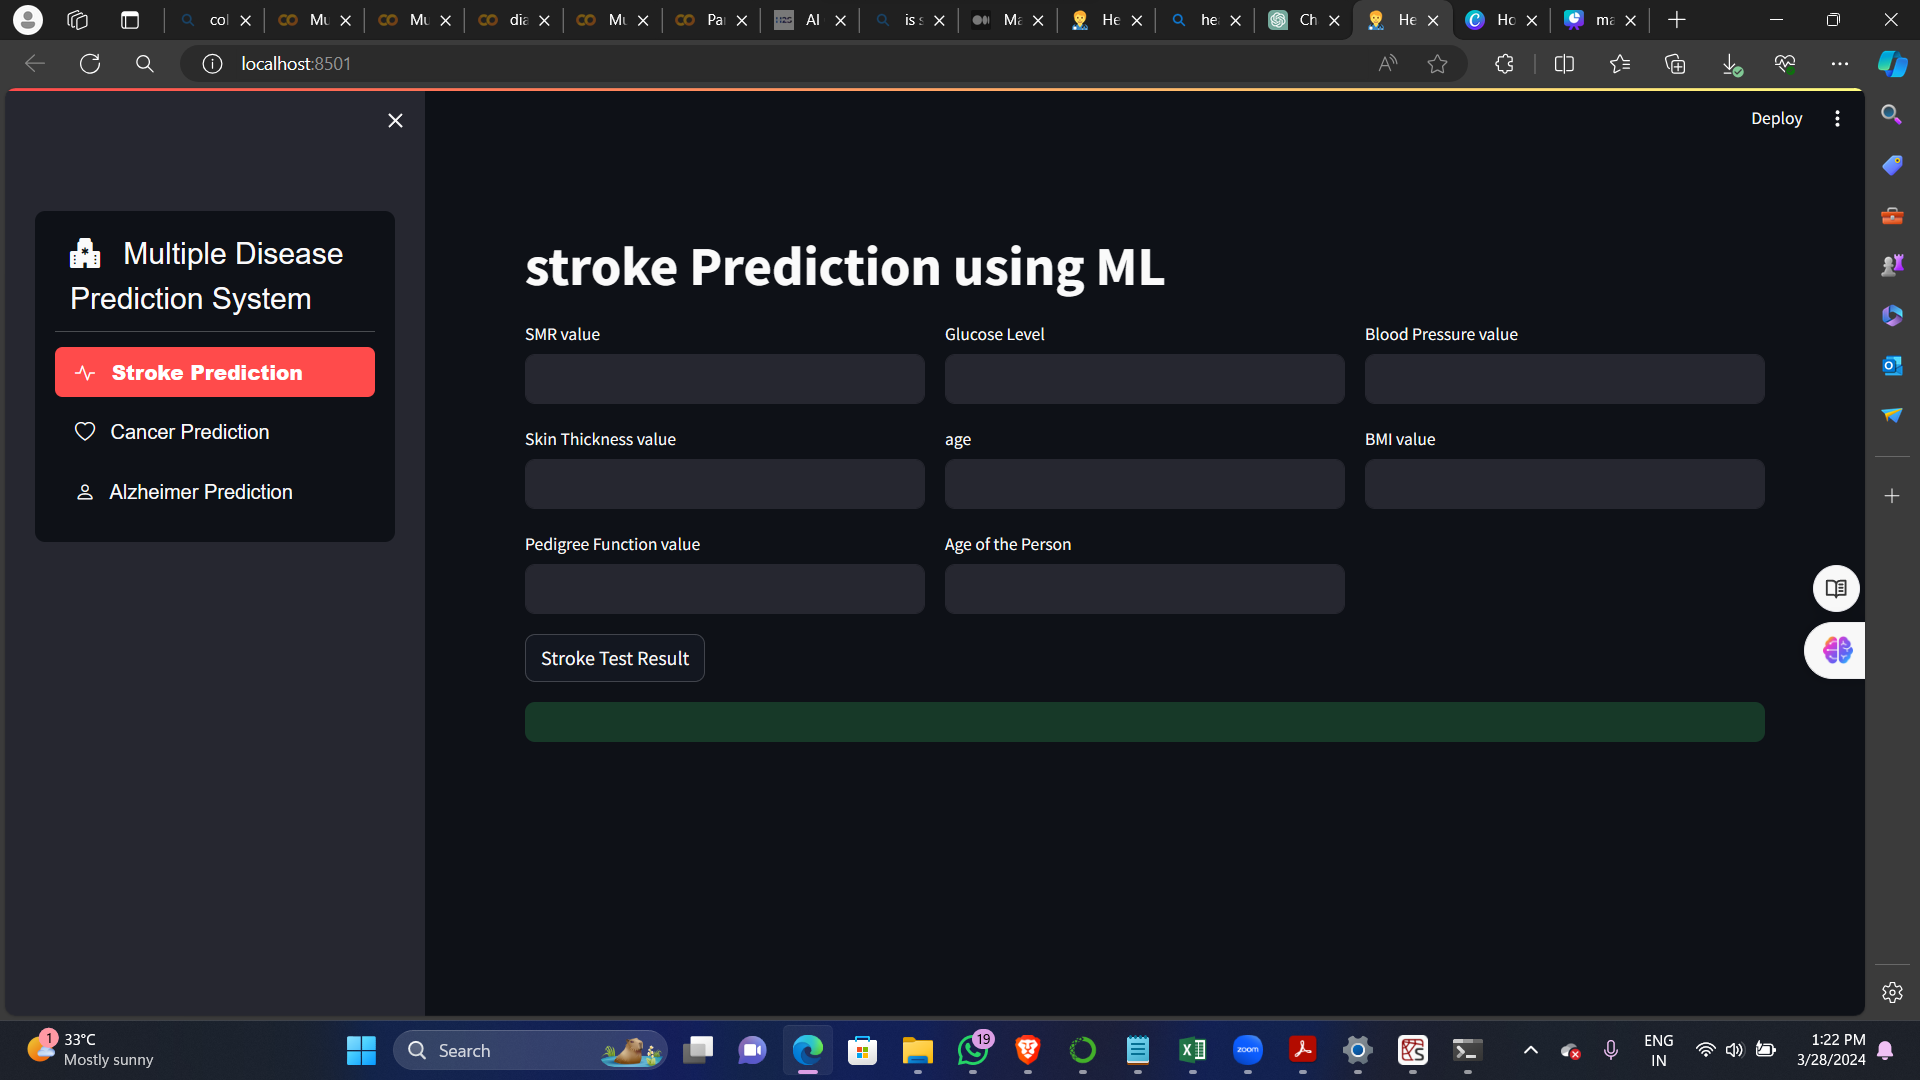 col
Mu
Mu
dia
Mu
Par
AI
is s
Ma
He
hea
Ch
He
Ho
ma
localhost:8501
Deploy
Multiple Disease
Prediction System
Stroke Prediction
Cancer Prediction
Alzheimer Prediction
stroke Prediction using ML
SMR value
Glucose Level
Blood Pressure value
Skin Thickness value
age
BMI value
Pedigree Function value
Age of the Person
Stroke Test Result
1
33°C
Mostly sunny
Search
19
zoom
ENG
IN
1:22 PM
3/28/2024